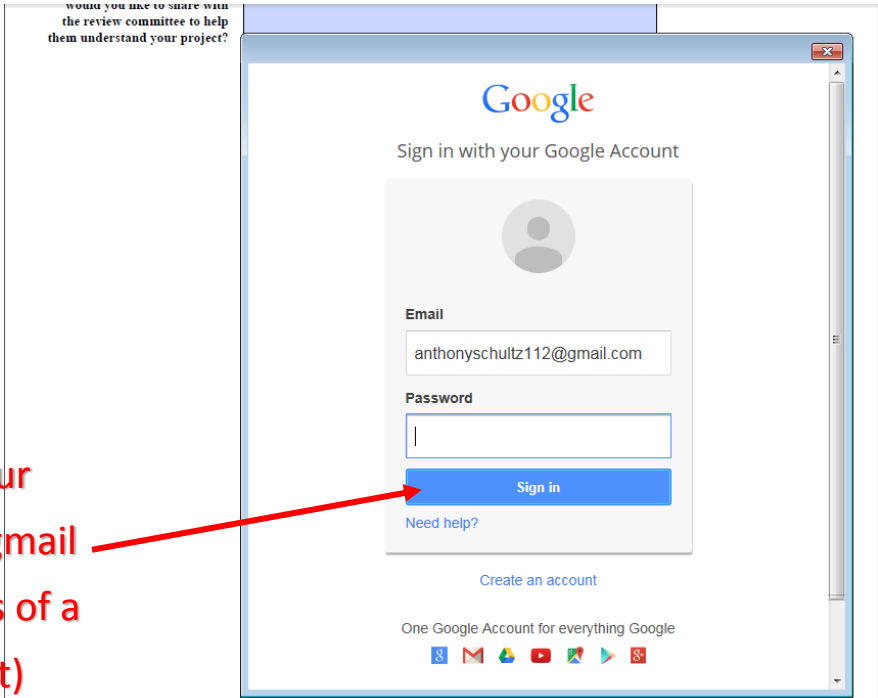 would you like to share with
the review committee to help
them understand your project?
Google
Sign in with your Google Account
Email
anthonyschultz112@gmail.com
Password
Sign in
Need help?
Create an account
One Google Account for everything Google
ur
gmail
s of a
t)